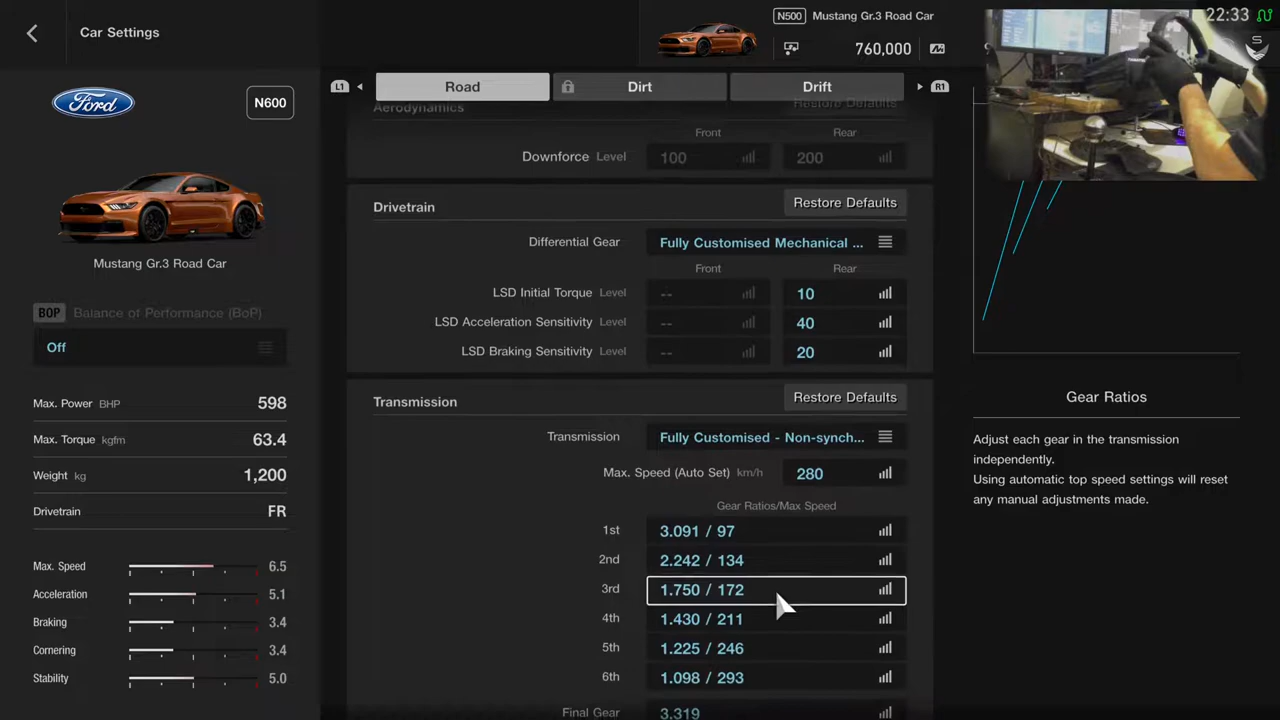 Car Settings
N500 Mustang Gr.3 Road Car
760,000
22:33
S
Ford
N600
L1 Road Dirt Drift R1
Aerodynamics Restore Defaults
Front Rear
Downforce Level 100 200
Drivetrain Restore Defaults
Differential Gear Fully Customised Mechanical ...
Front Rear
LSD Initial Torque Level -- 10
LSD Acceleration Sensitivity Level -- 40
LSD Braking Sensitivity Level -- 20
Mustang Gr.3 Road Car
BOP Balance of Performance (BoP)
Off
Max. Power BHP 598
Max. Torque kgfm 63.4
Weight kg 1,200
Drivetrain FR
Max. Speed 6.5
Acceleration 5.1
Braking 3.4
Cornering 3.4
Stability 5.0
Transmission Restore Defaults
Transmission Fully Customised - Non-synch...
Max. Speed (Auto Set) km/h 280
Gear Ratios/Max Speed
1st 3.091 / 97
2nd 2.242 / 134
3rd 1.750 / 172
4th 1.430 / 211
5th 1.225 / 246
6th 1.098 / 293
Final Gear 3.319
Gear Ratios
Adjust each gear in the transmission
independently.
Using automatic top speed settings will reset
any manual adjustments made.